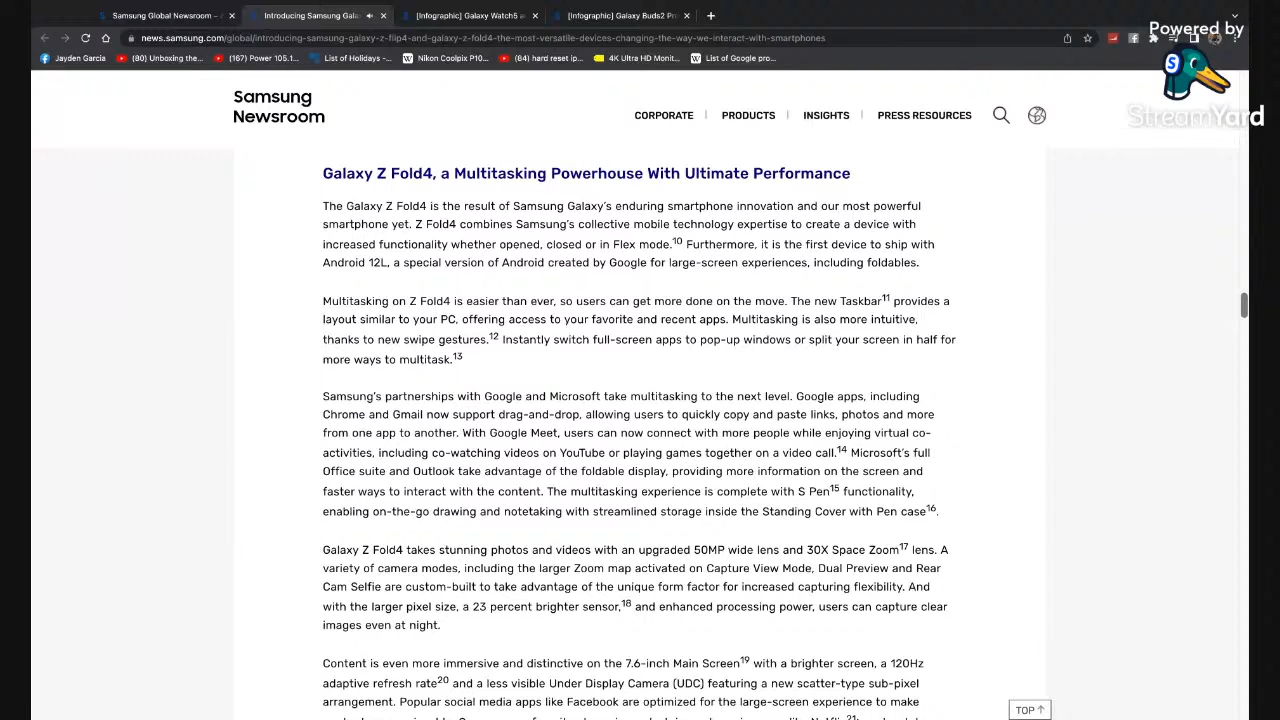 Samsung Global Newsroom –
Introducing Samsung Gala
[Infographic] Galaxy Watch5 a
[Infographic] Galaxy Buds2 Pro
news.samsung.com/global/introducing-samsung-galaxy-z-flip4-and-galaxy-z-fold4-the-most-versatile-devices-changing-the-way-we-interact-with-smartphones
Jayden Garcia
(80) Unboxing the...
(167) Power 105.1...
List of Holidays -...
Nikon Coolpix P10...
(84) hard reset ip...
4K Ultra HD Monit...
List of Google pro...
Powered by
StreamYard
Samsung
Newsroom
CORPORATE
PRODUCTS
INSIGHTS
PRESS RESOURCES
Galaxy Z Fold4, a Multitasking Powerhouse With Ultimate Performance
The Galaxy Z Fold4 is the result of Samsung Galaxy's enduring smartphone innovation and our most powerful
smartphone yet. Z Fold4 combines Samsung's collective mobile technology expertise to create a device with
increased functionality whether opened, closed or in Flex mode.10 Furthermore, it is the first device to ship with
Android 12L, a special version of Android created by Google for large-screen experiences, including foldables.
Multitasking on Z Fold4 is easier than ever, so users can get more done on the move. The new Taskbar11 provides a
layout similar to your PC, offering access to your favorite and recent apps. Multitasking is also more intuitive,
thanks to new swipe gestures.12 Instantly switch full-screen apps to pop-up windows or split your screen in half for
more ways to multitask.13
Samsung's partnerships with Google and Microsoft take multitasking to the next level. Google apps, including
Chrome and Gmail now support drag-and-drop, allowing users to quickly copy and paste links, photos and more
from one app to another. With Google Meet, users can now connect with more people while enjoying virtual co-
activities, including co-watching videos on YouTube or playing games together on a video call.14 Microsoft's full
Office suite and Outlook take advantage of the foldable display, providing more information on the screen and
faster ways to interact with the content. The multitasking experience is complete with S Pen15 functionality,
enabling on-the-go drawing and notetaking with streamlined storage inside the Standing Cover with Pen case16.
Galaxy Z Fold4 takes stunning photos and videos with an upgraded 50MP wide lens and 30X Space Zoom17 lens. A
variety of camera modes, including the larger Zoom map activated on Capture View Mode, Dual Preview and Rear
Cam Selfie are custom-built to take advantage of the unique form factor for increased capturing flexibility. And
with the larger pixel size, a 23 percent brighter sensor,18 and enhanced processing power, users can capture clear
images even at night.
Content is even more immersive and distinctive on the 7.6-inch Main Screen19 with a brighter screen, a 120Hz
adaptive refresh rate20 and a less visible Under Display Camera (UDC) featuring a new scatter-type sub-pixel
arrangement. Popular social media apps like Facebook are optimized for the large-screen experience to make
TOP